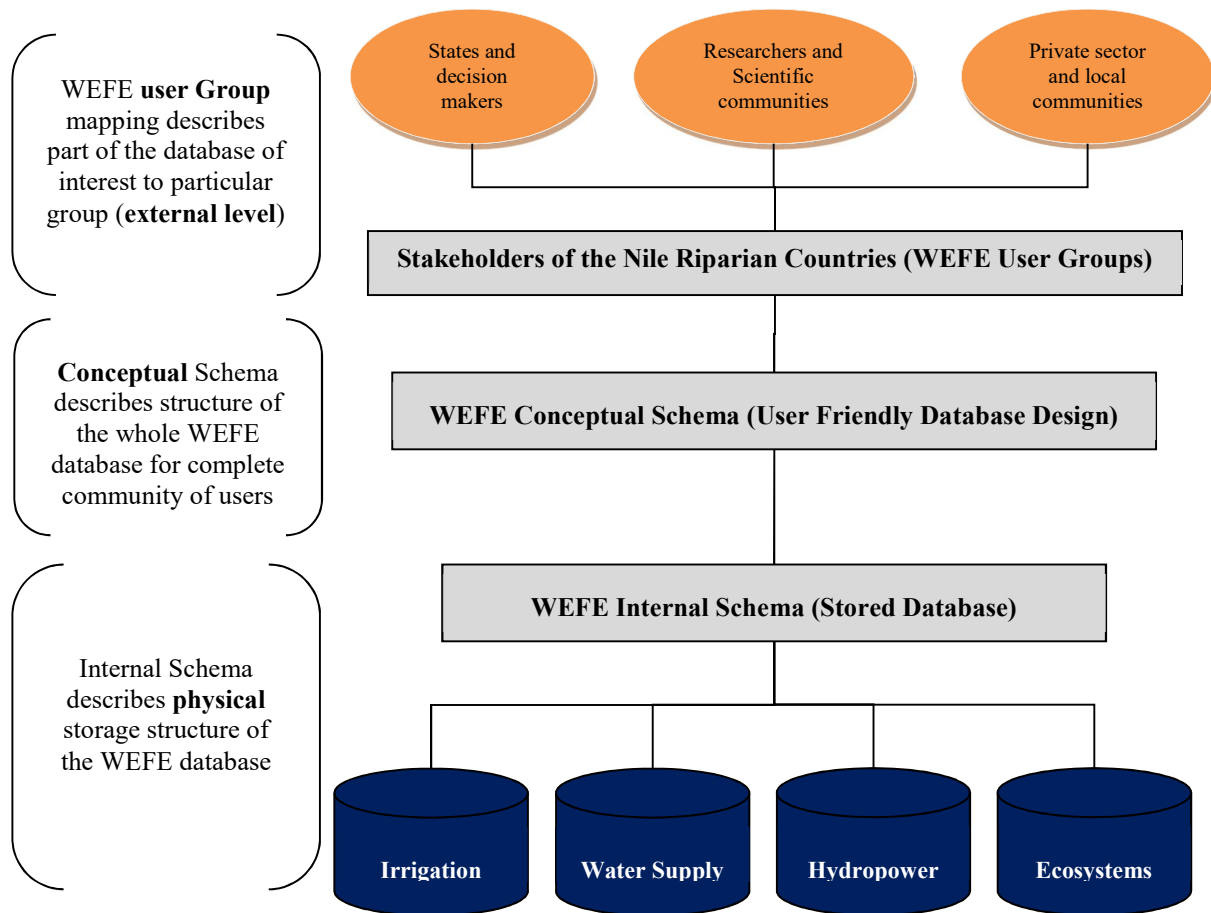 WEFE user Group
mapping describes
part of the database of
interest to particular
group (external level)
States and
decision
makers
Researchers and
Scientific
communities
Private sector
and local
communities
Stakeholders of the Nile Riparian Countries (WEFE User Groups)
Conceptual Schema
describes structure of
the whole WEFE
database for complete
community of users
WEFE Conceptual Schema (User Friendly Database Design)
Internal Schema
describes physical
storage structure of
the WEFE database
WEFE Internal Schema (Stored Database)
Irrigation
Water Supply
Hydropower
Ecosystems